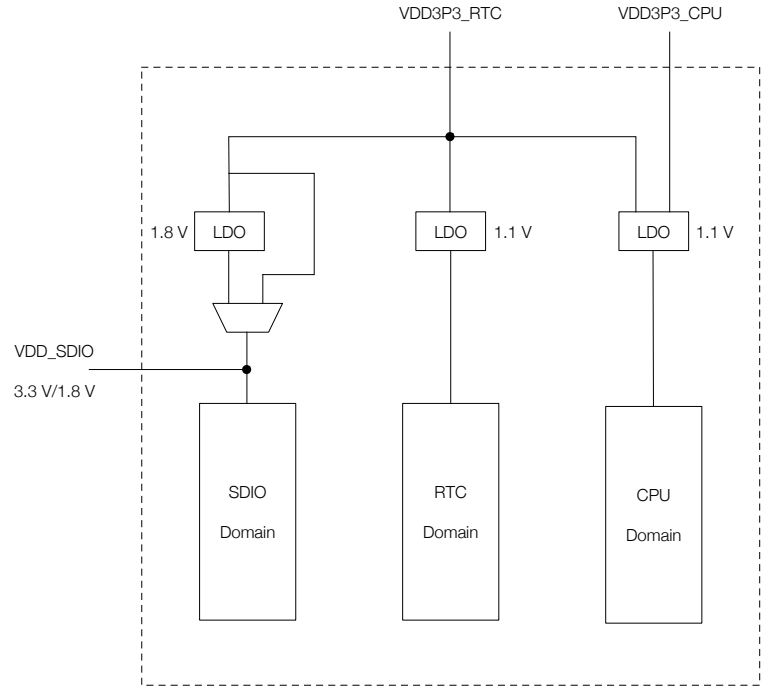 VDD3P3_RTC
VDD3P3_CPU
1.8 V
LDO
LDO
1.1 V
LDO
1.1 V
VDD_SDIO
3.3 V/1.8 V
SDIO
Domain
RTC
Domain
CPU
Domain